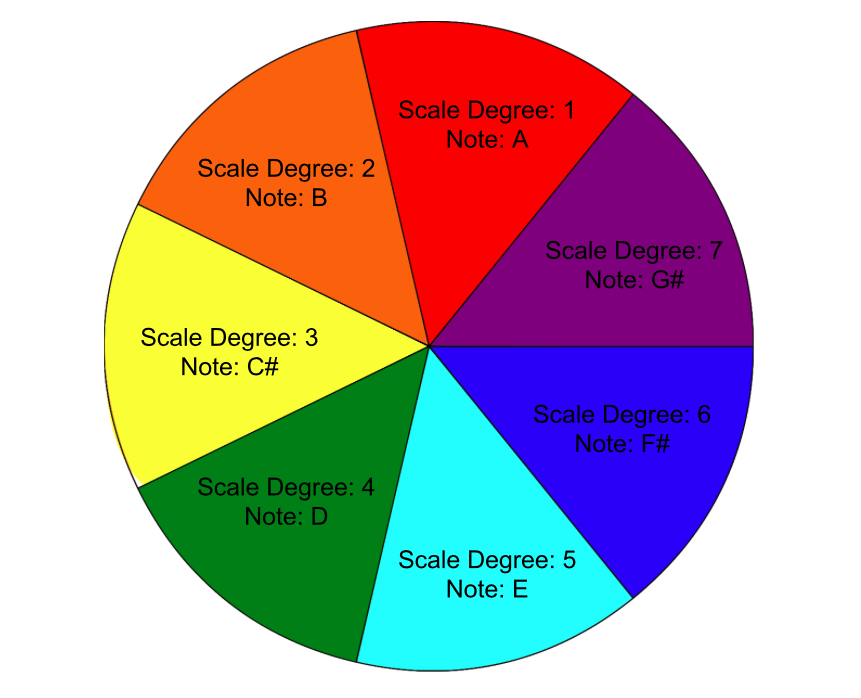 Scale Degree: 1
Note: A
Scale Degree: 2
Note: B
Scale Degree: 3
Note: C#
Scale Degree: 4
Note: D
Scale Degree: 5
Note: E
Scale Degree: 6
Note: F#
Scale Degree: 7
Note: G#